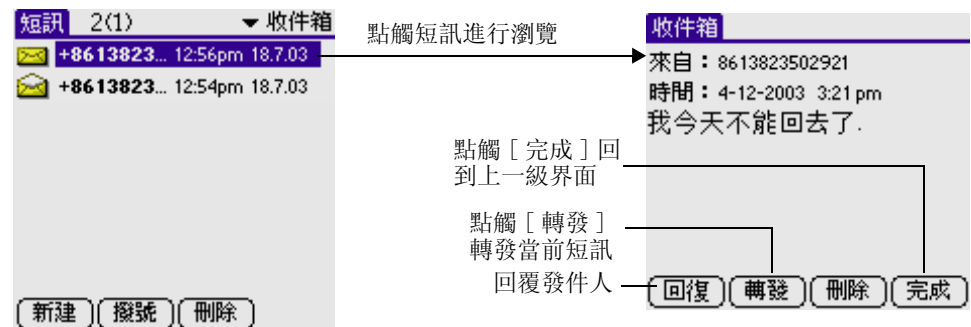 短訊 2(1) 收件箱
+8613823... 12:56pm 18.7.03
+8613823... 12:54pm 18.7.03
新建 撥號 刪除
點觸短訊進行瀏覽
收件箱
來自：8613823502921
時間：4-12-2003 3:21 pm
我今天不能回去了.
點觸［完成］回
到上一級界面
點觸［轉發］
轉發當前短訊
回覆發件人
回復 轉發 刪除 完成